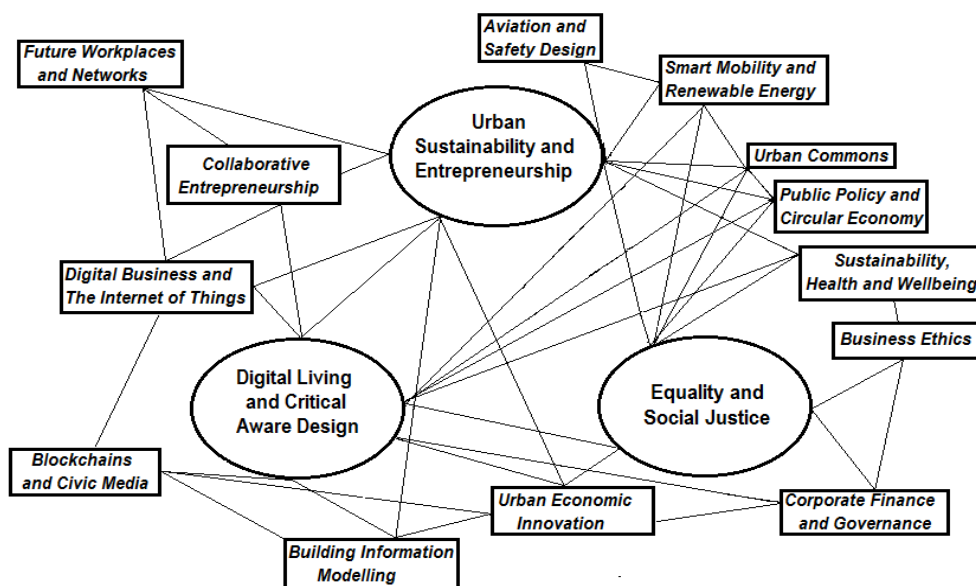 Aviation and
Safety Design
Future Workplaces
and Networks
Smart Mobility and
Renewable Energy
Urban
Sustainability and
Entrepreneurship
Collaborative
Entrepreneurship
Urban Commons
Public Policy and
Circular Economy
Digital Business and
The Internet of Things
Sustainability,
Health and Wellbeing
Business Ethics
Digital Living
and Critical
Aware Design
Equality and
Social Justice
Blockchains
and Civic Media
Urban Economic
Innovation
Corporate Finance
and Governance
Building Information
Modelling